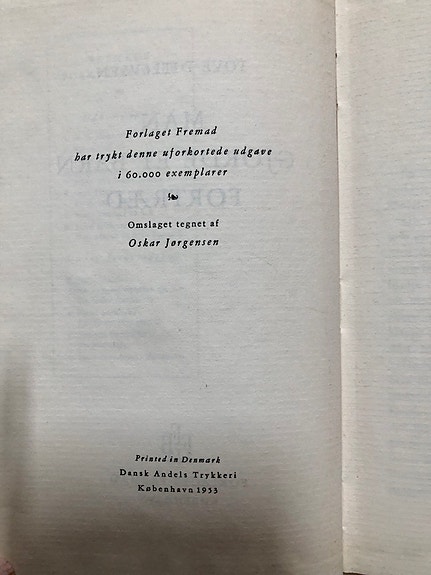 Forlaget Fremad
har trykt denne uforkortede udgave
i 60.000 exemplarer
Omslaget tegnet af
Oskar Jørgensen
Printed in Denmark
Dansk Andels Trykkeri
København 1953